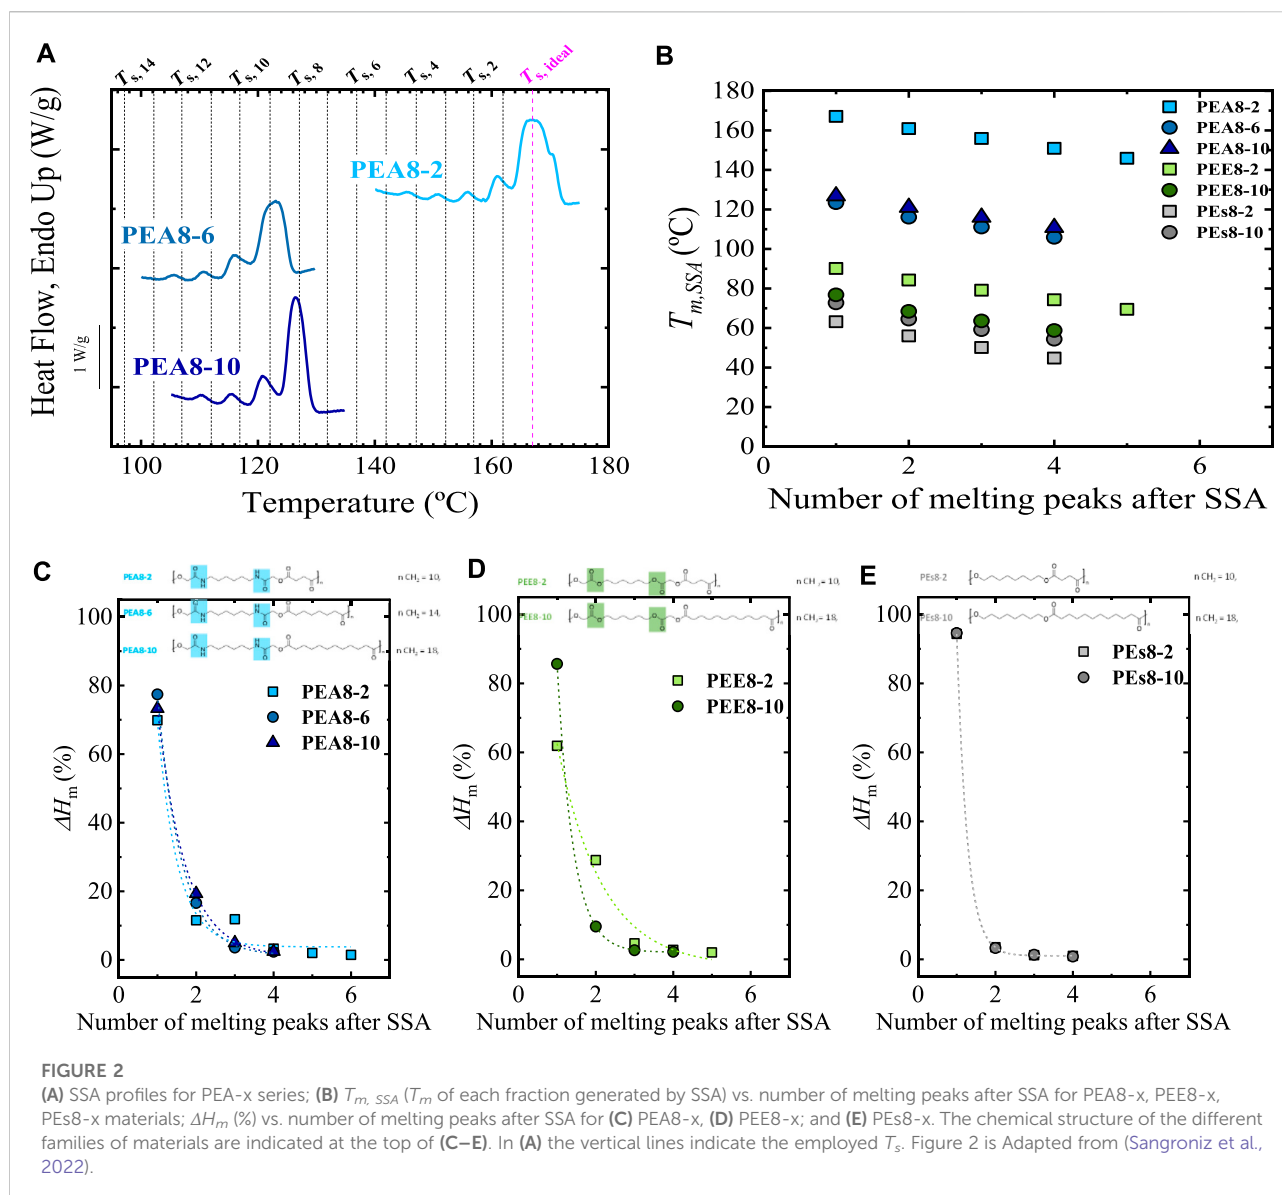 A
T s, 14
T s, 12
T s, 10
T s, 8
T s, 6
T s, 4
T s, 2
T s, ideal
Heat Flow, Endo Up (W/g)
1 W/g
PEA8-2
PEA8-6
PEA8-10
100 120 140 160 180
Temperature (ºC)
B
180
160
140
120
100
80
60
40
20
0
Tm,SSA (ºC)
PEA8-2
PEA8-6
PEA8-10
PEE8-2
PEE8-10
PEs8-2
PEs8-10
0 2 4 6
Number of melting peaks after SSA
C
PEA8-2
n CH2 = 10,
PEA8-6
n CH2 = 14,
PEA8-10
n CH2 = 18,
100
80
60
40
20
0
ΔHm (%)
PEA8-2
PEA8-6
PEA8-10
0 2 4 6
Number of melting peaks after SSA
D
PEE8-2
n CH2 = 10,
PEE8-10
n CH2 = 18,
100
80
60
40
20
0
ΔHm (%)
PEE8-2
PEE8-10
0 2 4 6
Number of melting peaks after SSA
E
PEs8-2
n CH2 = 10,
PEs8-10
n CH2 = 18,
100
80
60
40
20
0
ΔHm (%)
PEs8-2
PEs8-10
0 2 4 6
Number of melting peaks after SSA
FIGURE 2
(A) SSA profiles for PEA-x series; (B) Tm, SSA (Tm of each fraction generated by SSA) vs. number of melting peaks after SSA for PEA8-x, PEE8-x,
PEs8-x materials; ΔHm (%) vs. number of melting peaks after SSA for (C) PEA8-x, (D) PEE8-x; and (E) PEs8-x. The chemical structure of the different
families of materials are indicated at the top of (C–E). In (A) the vertical lines indicate the employed Ts. Figure 2 is Adapted from (Sangroniz et al.,
2022).